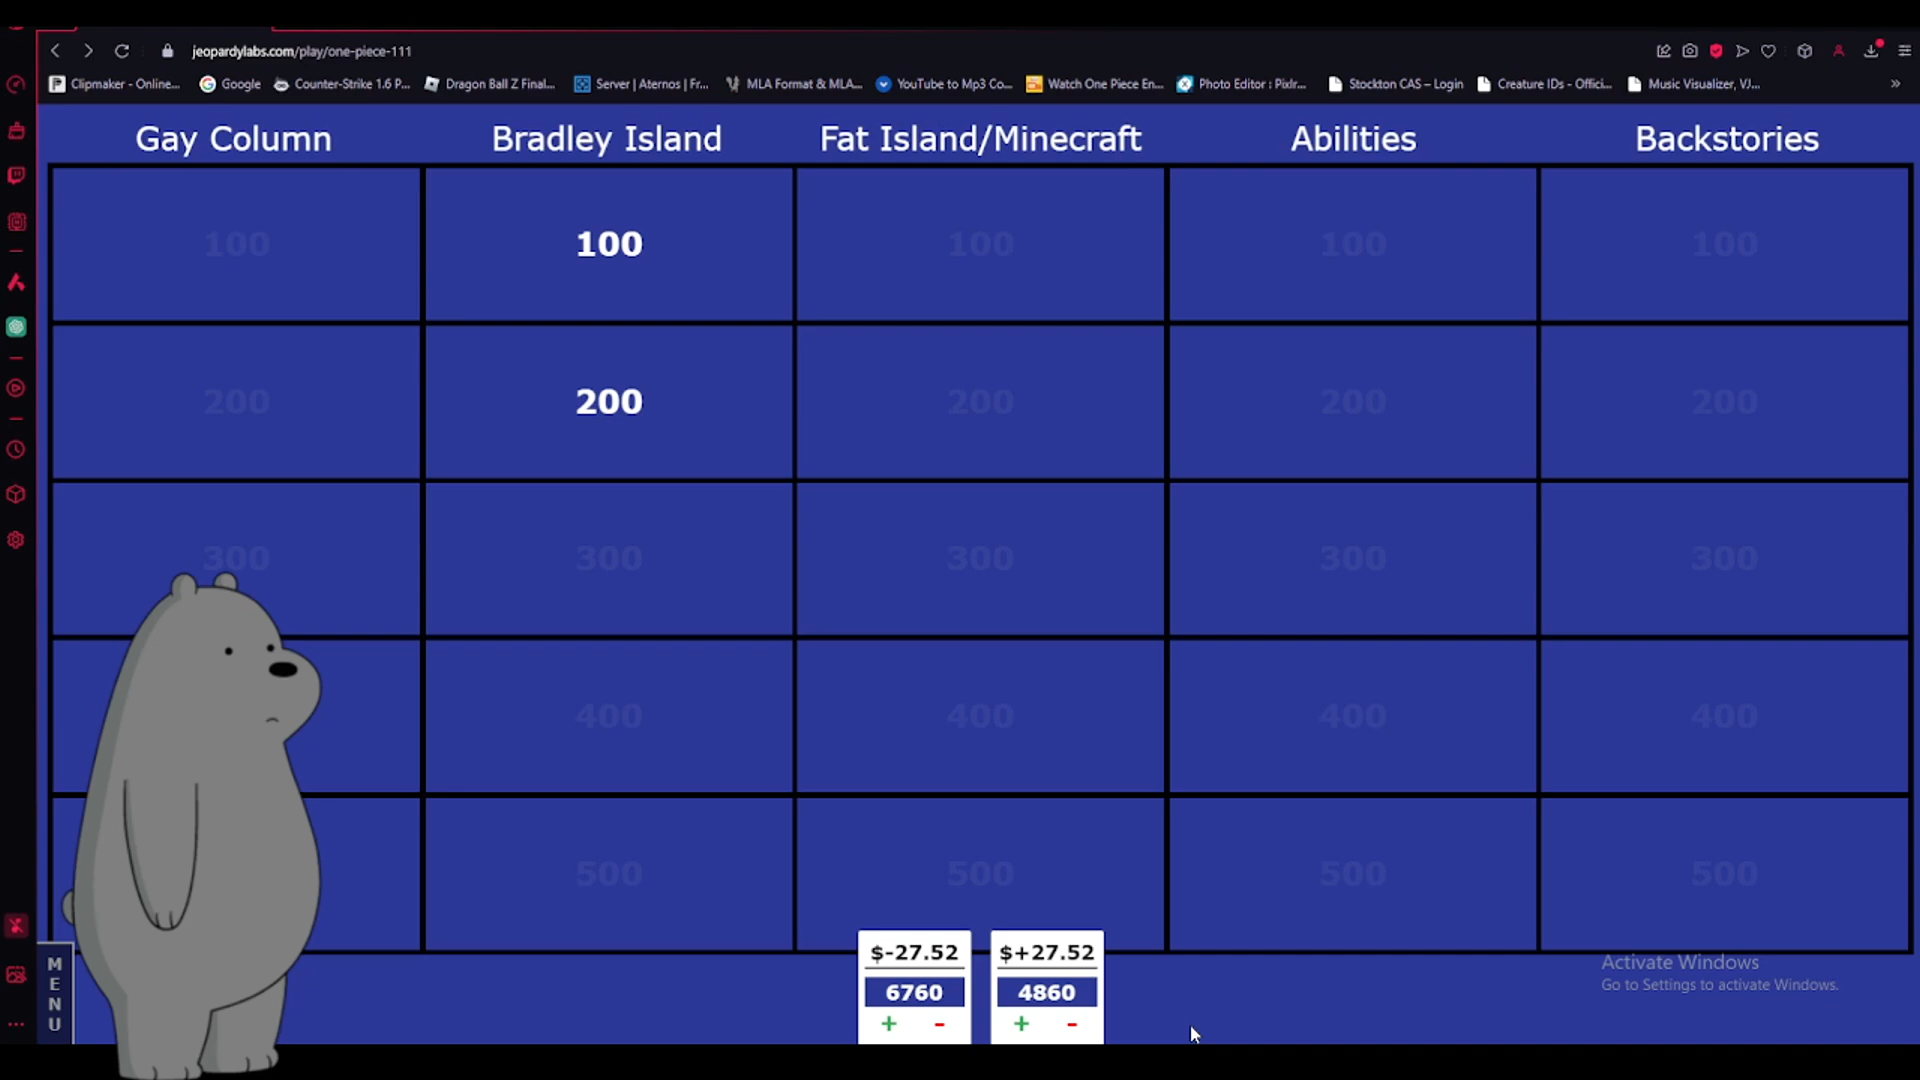 jeopardylabs.com/play/one-piece-111
Clipmaker - Online... Google Counter-Strike 1.6 P... Dragon Ball Z Final... Server | Aternos | Fr... MLA Format & MLA... YouTube to Mp3 Co... Watch One Piece En... Photo Editor : Pixlr... Stockton CAS – Login Creature IDs - Offici... Music Visualizer, VJ... »
Gay Column Bradley Island Fat Island/Minecraft Abilities Backstories
100 100 100 100 100
200 200 200 200 200
300 300 300 300 300
400 400 400 400
500 500 500 500
$-27.52 $+27.52
6760 4860
+ - + -
MENU
Activate Windows
Go to Settings to activate Windows.